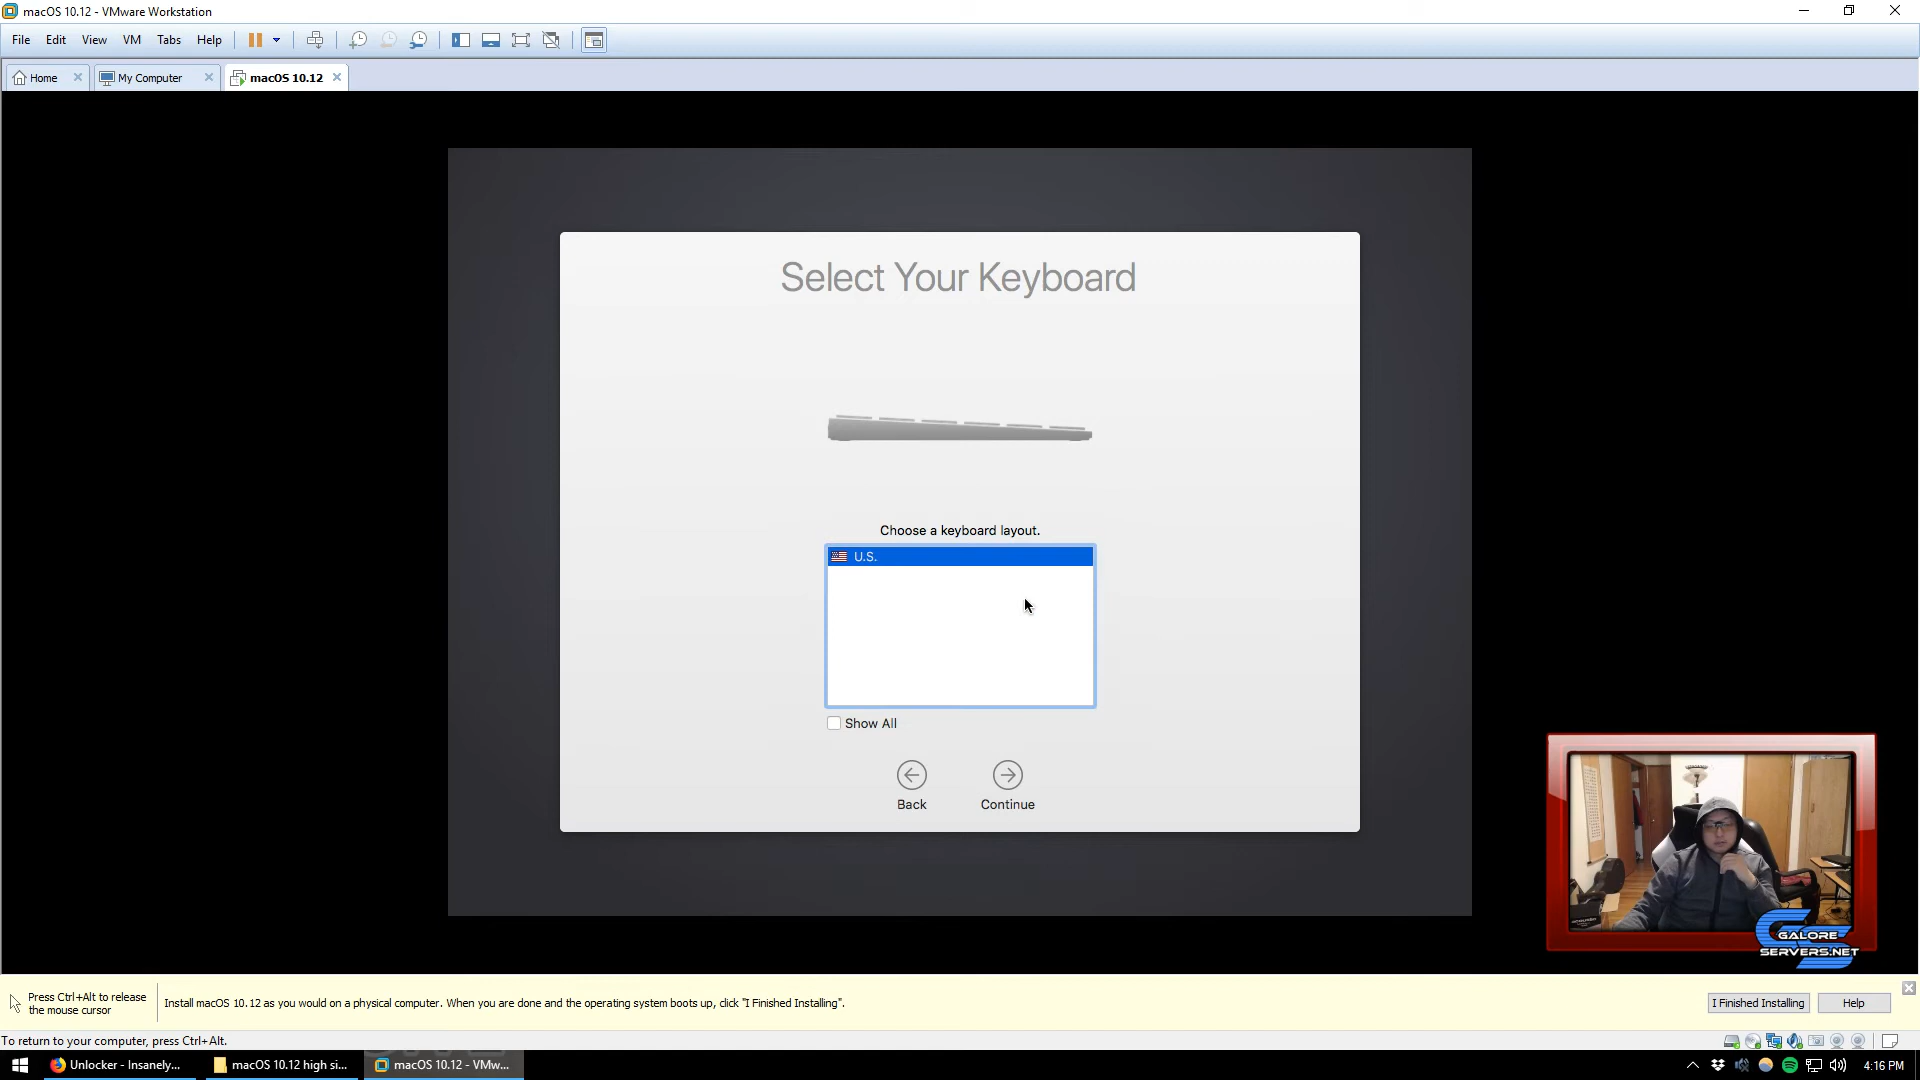 macOS 10.12 - VMware Workstation
File Edit View VM Tabs Help
Home My Computer macOS 10.12
Select Your Keyboard
Choose a keyboard layout.
U.S.
Show All
Back Continue
GALORE
SERVERS.NET
Press Ctrl+Alt to release
the mouse cursor
Install macOS 10.12 as you would on a physical computer. When you are done and the operating system boots up, click "I Finished Installing".
I Finished Installing Help
To return to your computer, press Ctrl+Alt.
Unlocker - Insanely... macOS 10.12 high si... macOS 10.12 - VMw... 4:16 PM